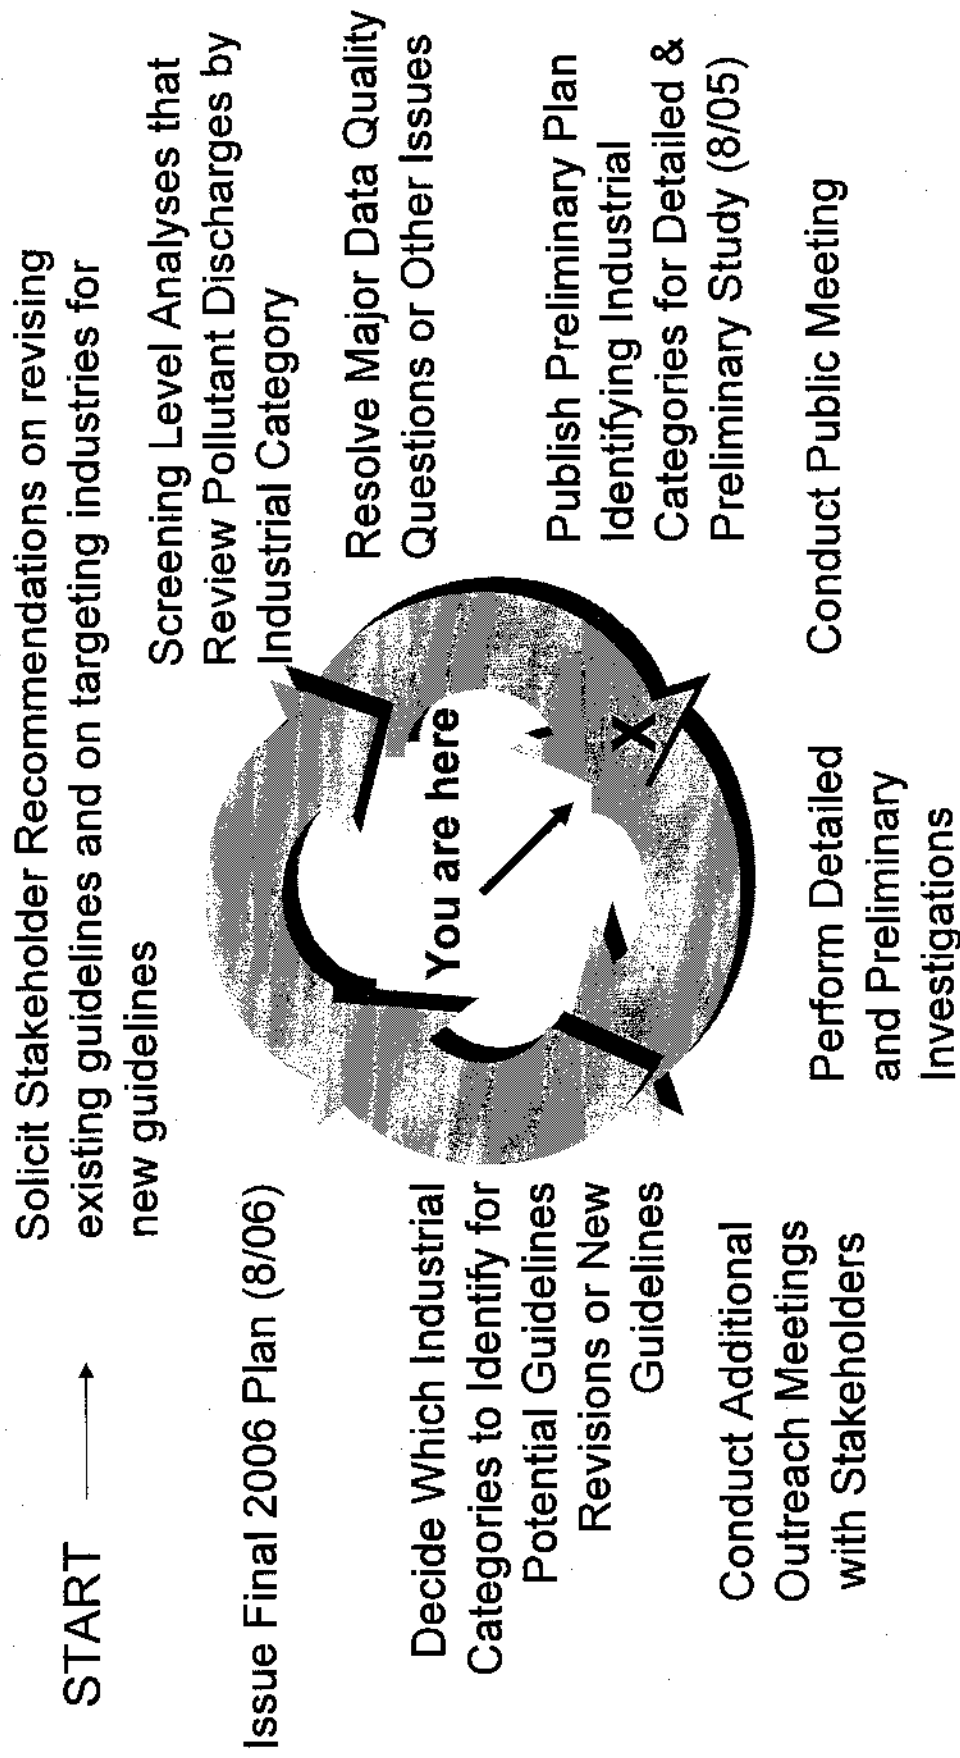 START
Solicit Stakeholder Recommendations on revising
existing guidelines and on targeting industries for
new guidelines
Screening Level Analyses that
Review Pollutant Discharges by
Industrial Category
Resolve Major Data Quality
Questions or Other Issues
Publish Preliminary Plan
Identifying Industrial
Categories for Detailed &
Preliminary Study (8/05)
Conduct Public Meeting
Perform Detailed
and Preliminary
Investigations
Conduct Additional
Outreach Meetings
with Stakeholders
Decide Which Industrial
Categories to Identify for
Potential Guidelines
Revisions or New
Guidelines
Issue Final 2006 Plan (8/06)
You are here
X